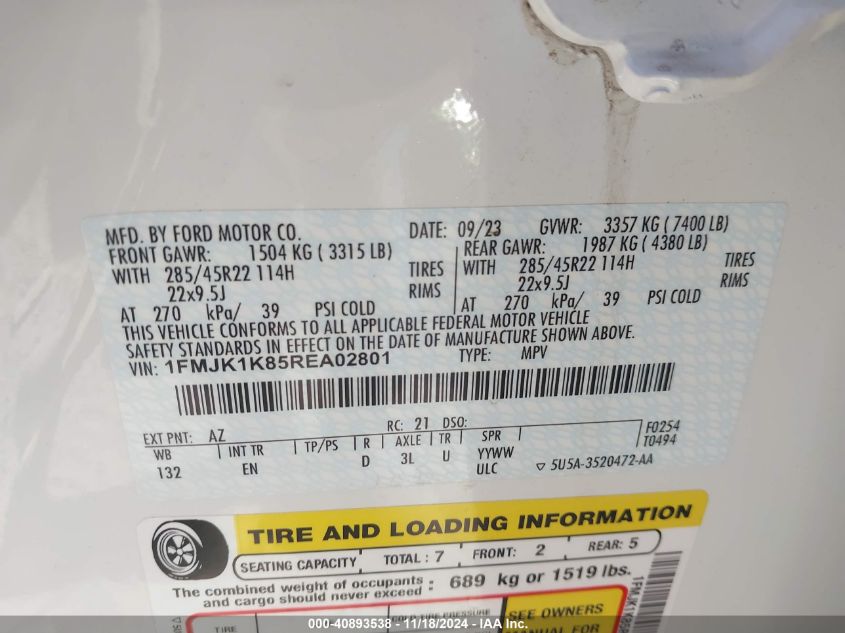 MFD. BY FORD MOTOR CO.
DATE: 09/23 GVWR: 3357 KG ( 7400 LB)
FRONT GAWR: 1504 KG ( 3315 LB)
REAR GAWR: 1987 KG ( 4380 LB)
WITH 285/45R22 114H TIRES
WITH 285/45R22 114H TIRES
22x9.5J RIMS
22x9.5J RIMS
AT 270 kPa/ 39 PSI COLD
AT 270 kPa/ 39 PSI COLD
THIS VEHICLE CONFORMS TO ALL APPLICABLE FEDERAL MOTOR VEHICLE
SAFETY STANDARDS IN EFFECT ON THE DATE OF MANUFACTURE SHOWN ABOVE.
VIN: 1FMJK1K85REA02801 TYPE: MPV
EXT PNT: AZ RC: 21 DSO: F0254
T0494
WB INT TR TP/PS R AXLE TR SPR
132 EN D 3L U YYWW
ULC ▽ 5U5A-3520472-AA
TIRE AND LOADING INFORMATION
SEATING CAPACITY TOTAL : 7 FRONT: 2 REAR: 5
The combined weight of occupants
and cargo should never exceed : 689 kg or 1519 lbs.
TIRE
SEE OWNERS
MANUAL FOR
000-40893538 - 11/18/2024 - IAA Inc.